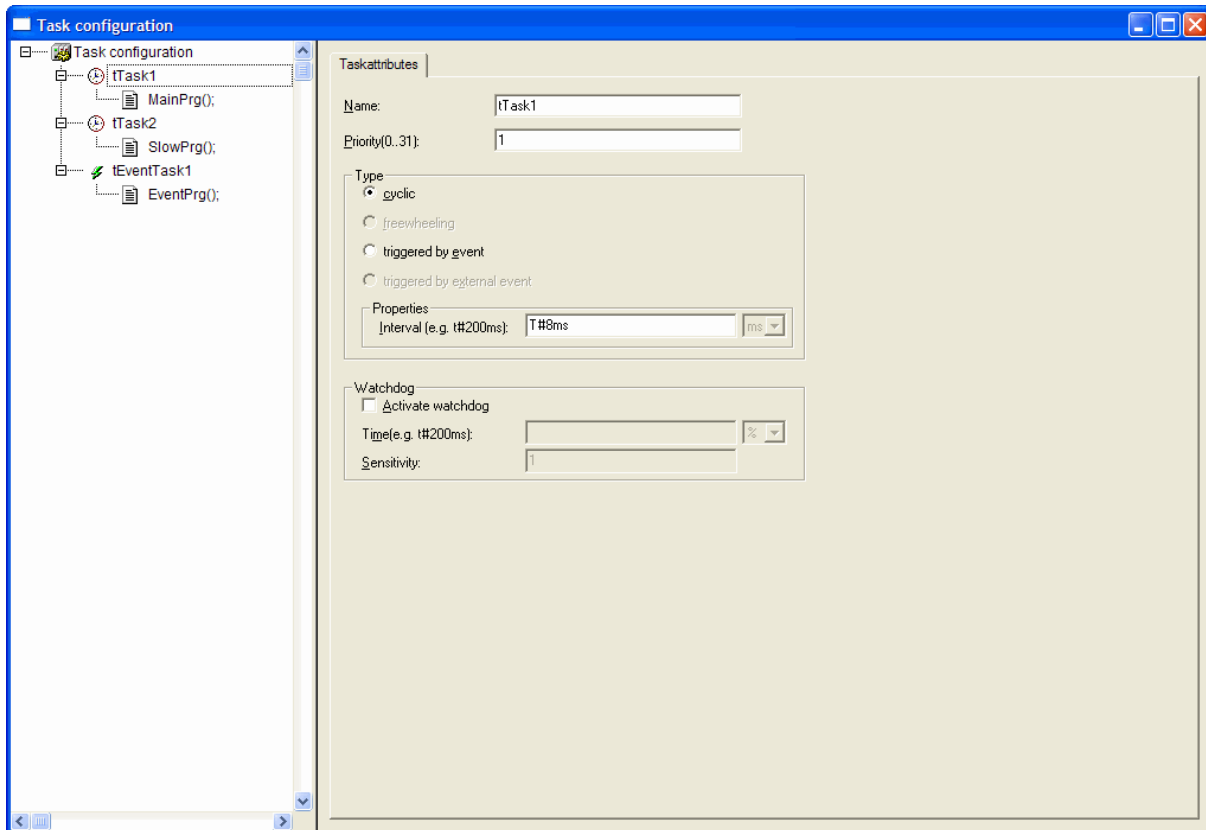 Task configuration
Task configuration
tTask1
MainPrg();
tTask2
SlowPrg();
tEventTask1
EventPrg();
Taskattributes
Name: tTask1
Priority(0..31): 1
Type
cyclic
freewheeling
triggered by event
triggered by external event
Properties
Interval (e.g. t#200ms): T#8ms ms
Watchdog
Activate watchdog
Time(e.g. t#200ms): %
Sensitivity: 1